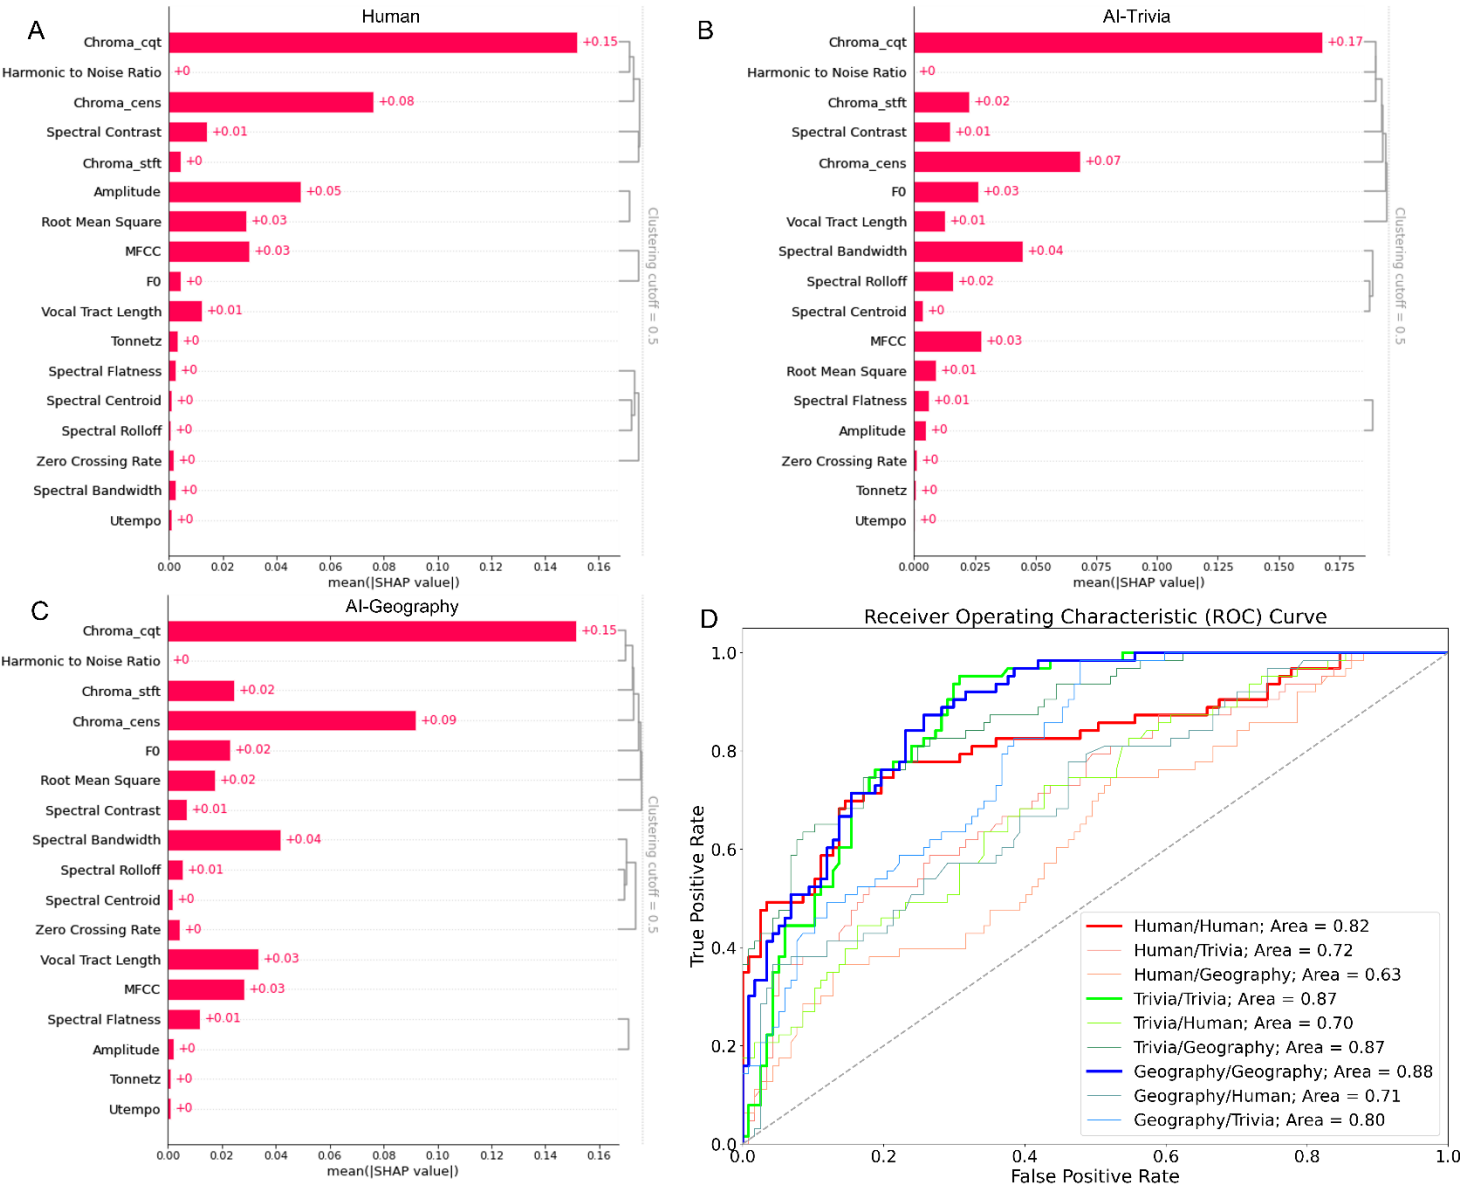 A
Human
Chroma_cqt +0.15
Harmonic to Noise Ratio +0
Chroma_cens +0.08
Spectral Contrast +0.01
Chroma_stft +0
Amplitude +0.05
Root Mean Square +0.03
MFCC +0.03
F0 +0
Vocal Tract Length +0.01
Tonnetz +0
Spectral Flatness +0
Spectral Centroid +0
Spectral Rolloff +0
Zero Crossing Rate +0
Spectral Bandwidth +0
Utempo +0
Clustering cutoff = 0.5
0.00 0.02 0.04 0.06 0.08 0.10 0.12 0.14 0.16
mean(|SHAP value|)
B
AI-Trivia
Chroma_cqt +0.17
Harmonic to Noise Ratio +0
Chroma_stft +0.02
Spectral Contrast +0.01
Chroma_cens +0.07
F0 +0.03
Vocal Tract Length +0.01
Spectral Bandwidth +0.04
Spectral Rolloff +0.02
Spectral Centroid +0
MFCC +0.03
Root Mean Square +0.01
Spectral Flatness +0.01
Amplitude +0
Zero Crossing Rate +0
Tonnetz +0
Utempo +0
Clustering cutoff = 0.5
0.000 0.025 0.050 0.075 0.100 0.125 0.150 0.175
mean(|SHAP value|)
C
AI-Geography
Chroma_cqt +0.15
Harmonic to Noise Ratio +0
Chroma_stft +0.02
Chroma_cens +0.09
F0 +0.02
Root Mean Square +0.02
Spectral Contrast +0.01
Spectral Bandwidth +0.04
Spectral Rolloff +0.01
Spectral Centroid +0
Zero Crossing Rate +0
Vocal Tract Length +0.03
MFCC +0.03
Spectral Flatness +0.01
Amplitude +0
Tonnetz +0
Utempo +0
Clustering cutoff = 0.5
0.00 0.02 0.04 0.06 0.08 0.10 0.12 0.14 0.16
mean(|SHAP value|)
D
Receiver Operating Characteristic (ROC) Curve
True Positive Rate
1.0
0.8
0.6
0.4
0.2
0.0
Human/Human; Area = 0.82
Human/Trivia; Area = 0.72
Human/Geography; Area = 0.63
Trivia/Trivia; Area = 0.87
Trivia/Human; Area = 0.70
Trivia/Geography; Area = 0.87
Geography/Geography; Area = 0.88
Geography/Human; Area = 0.71
Geography/Trivia; Area = 0.80
0.0 0.2 0.4 0.6 0.8 1.0
False Positive Rate